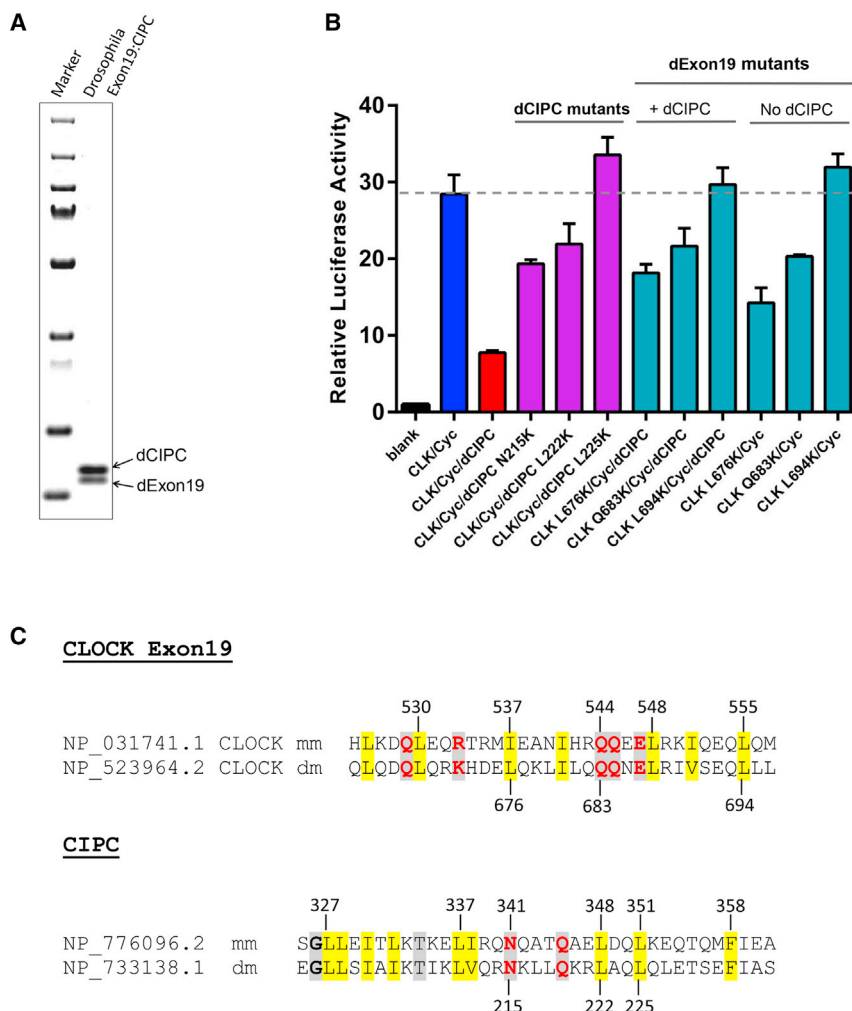 A
Marker
Drosophila
Exon19:CIPC
dCIPC
dExon19
B
dExon19 mutants
dCIPC mutants
+ dCIPC
No dCIPC
Relative Luciferase Activity
40
30
20
10
0
blank
CLK/Cyc
CLK/Cyc/dCIPC
CLK/Cyc/dCIPC N215K
CLK/Cyc/dCIPC L222K
CLK/Cyc/dCIPC L225K
CLK L676K/Cyc/dCIPC
CLK Q683K/Cyc/dCIPC
CLK L694K/Cyc/dCIPC
CLK L676K/Cyc
CLK Q683K/Cyc
CLK L694K/Cyc
C
CLOCK Exon19
530 537 544 548 555
NP_031741.1 CLOCK mm HLKDQLEQRTRMIEANIHRQQEELRKIQEQLQM
NP_523964.2 CLOCK dm QLQDQLQRKHDELQKLILQQQNELRIVSEQLLL
676 683 694
CIPC
327 337 341 348 351 358
NP_776096.2 mm SGLLEITLKTKELIRQNQATQAELDQLKEQTQMFIEA
NP_733138.1 dm EGLLSIAIKTIKLVQRNKLLQKRLAQLQLETSEFIAS
215 222 225